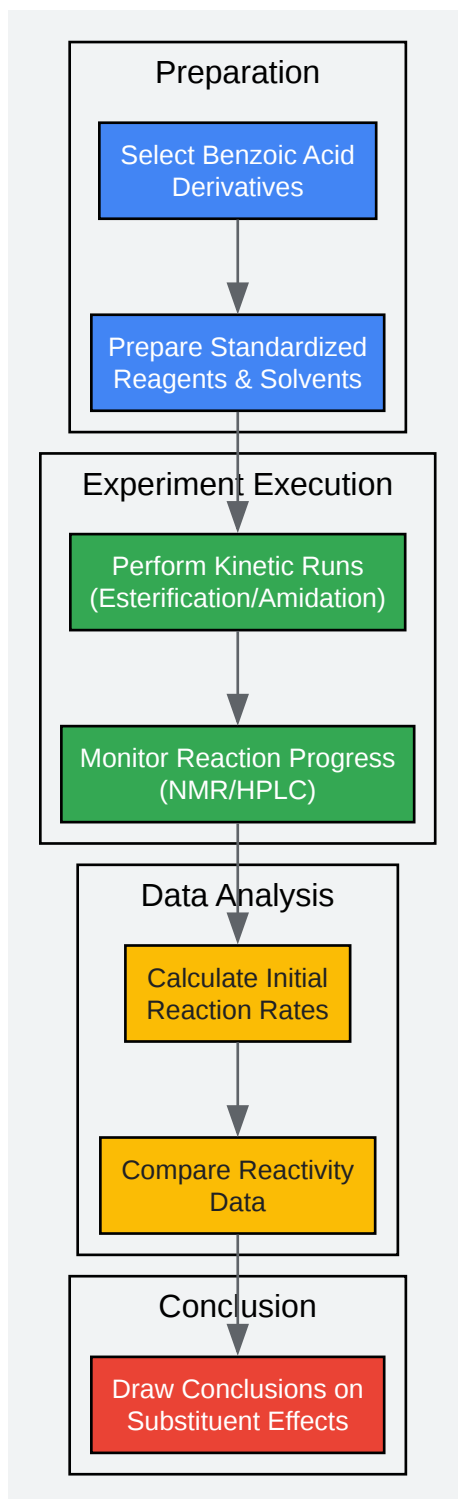 Preparation
Select Benzoic Acid
Derivatives
Prepare Standardized
Reagents & Solvents
Experiment Execution
Perform Kinetic Runs
(Esterification/Amidation)
Monitor Reaction Progress
(NMR/HPLC)
Data Analysis
Calculate Initial
Reaction Rates
Compare Reactivity
Data
Conclusion
Draw Conclusions on
Substituent Effects